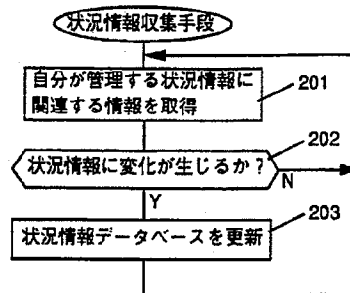 状況情報収集手段
自分が管理する状況情報に
関連する情報を取得
201
202
状況情報に変化が生じるか?
N
Y
203
状況情報データベースを更新